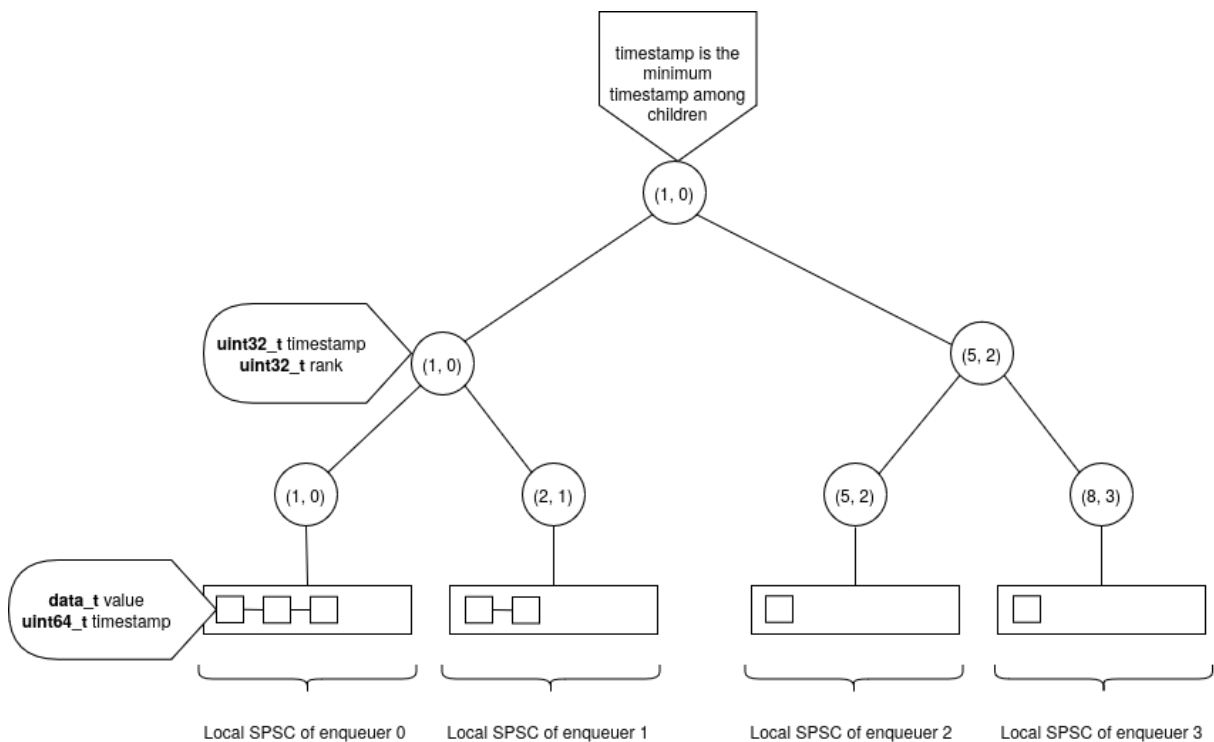 timestamp is the
minimum
timestamp among
children
(1, 0)
uint32_t timestamp
uint32_t rank
(1, 0)
(5, 2)
(1, 0)
(2, 1)
(5, 2)
(8, 3)
data_t value
uint64_t timestamp
Local SPSC of enqueuer 0
Local SPSC of enqueuer 1
Local SPSC of enqueuer 2
Local SPSC of enqueuer 3